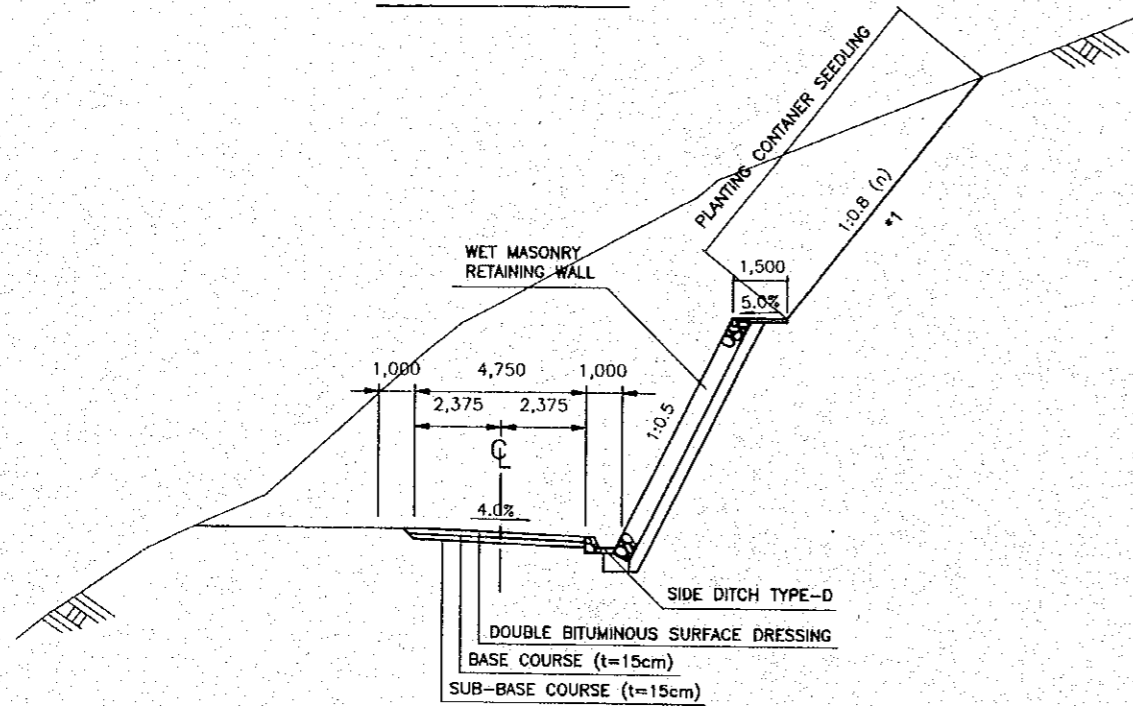 PLANTING CONTANER SEEDLING
1:0.8 (n)
*1
WET MASONRY
RETAINING WALL
1,500
5.0%
1,000 4,750 1,000
2,375 2,375
1:0.5
CL
4.0%
SIDE DITCH TYPE-D
DOUBLE BITUMINOUS SURFACE DRESSING
BASE COURSE (t=15cm)
SUB-BASE COURSE (t=15cm)